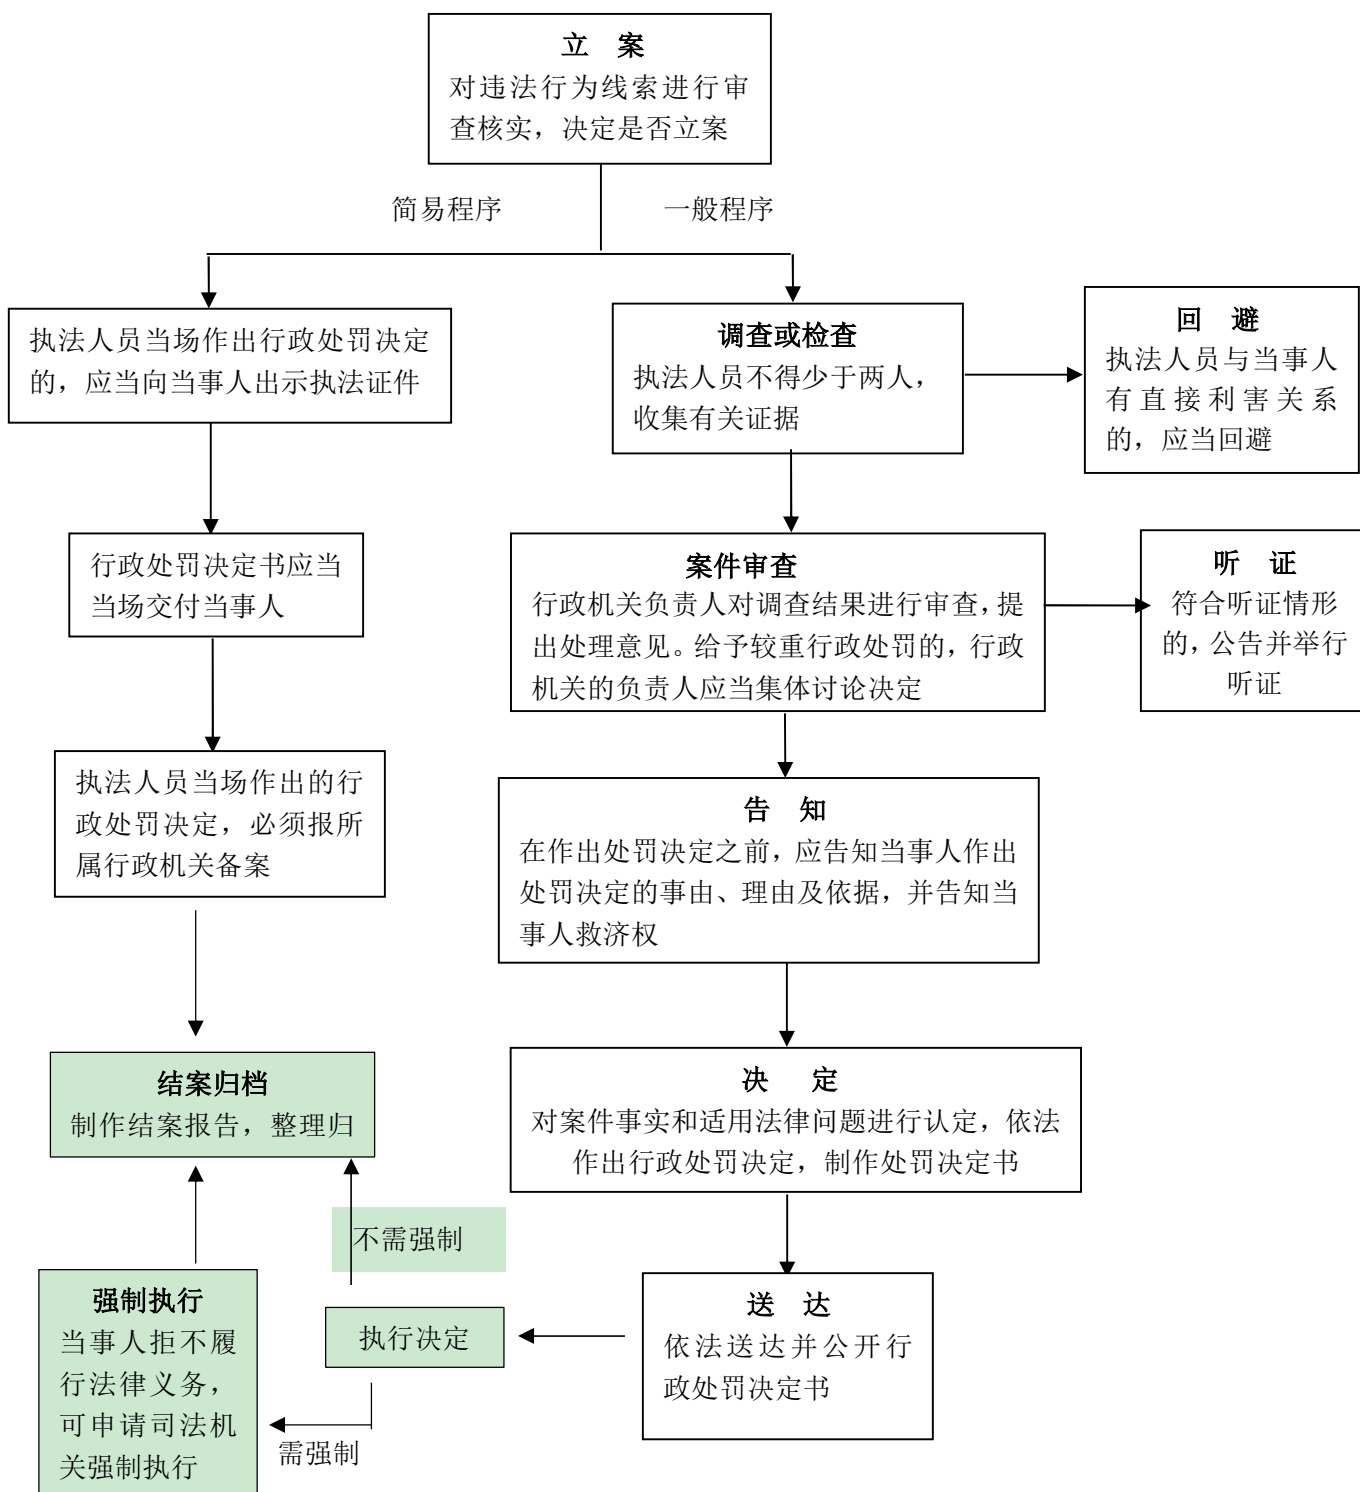 立 案
对违法行为线索进行审
查核实，决定是否立案
简易程序
一般程序
执法人员当场作出行政处罚决定
的，应当向当事人出示执法证件
调查或检查
执法人员不得少于两人，
收集有关证据
回 避
执法人员与当事人
有直接利害关系
的，应当回避
行政处罚决定书应当
当场交付当事人
案件审查
行政机关负责人对调查结果进行审查，提
出处理意见。给予较重行政处罚的，行政
机关的负责人应当集体讨论决定
听 证
符合听证情形
的，公告并举行
听证
执法人员当场作出的行
政处罚决定，必须报所
属行政机关备案
告 知
在作出处罚决定之前，应告知当事人作出
处罚决定的事由、理由及依据，并告知当
事人救济权
结案归档
制作结案报告，整理归
决 定
对案件事实和适用法律问题进行认定，依法
作出行政处罚决定，制作处罚决定书
不需强制
强制执行
当事人拒不履
行法律义务，
可申请司法机
关强制执行
执行决定
需强制
送 达
依法送达并公开行
政处罚决定书